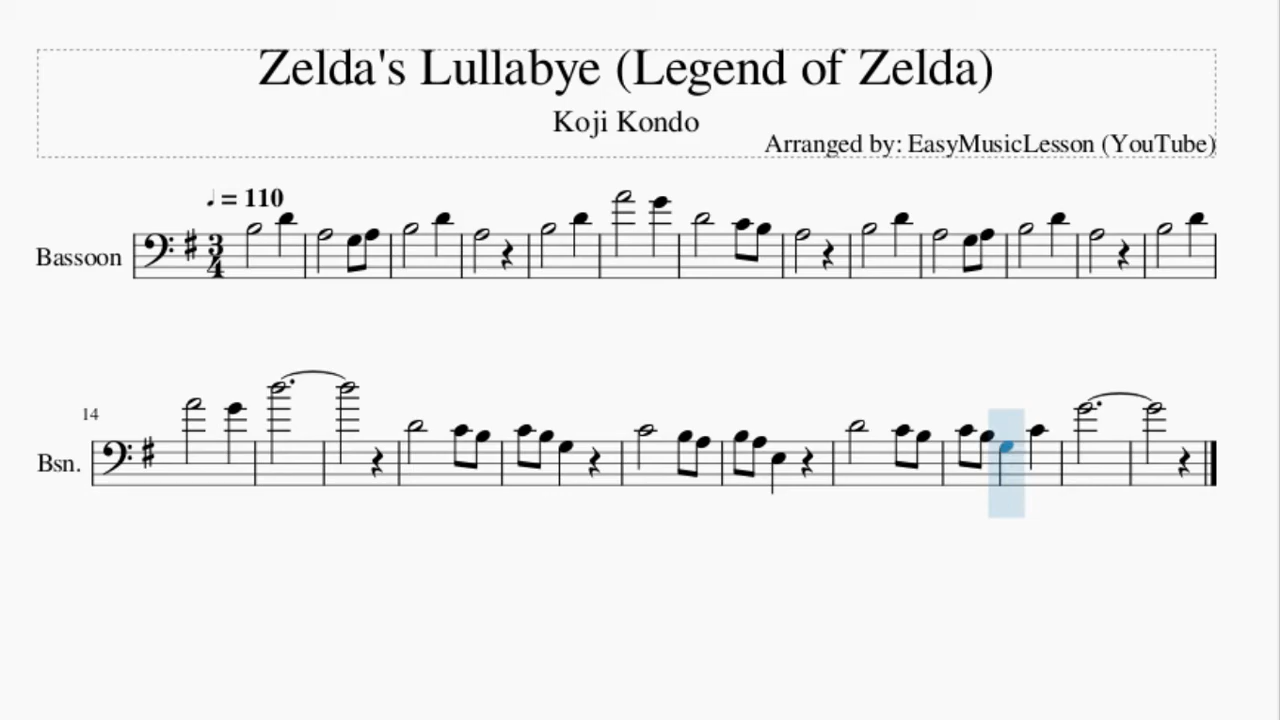 Zelda's Lullabye (Legend of Zelda)
Koji Kondo
Arranged by: EasyMusicLesson (YouTube)
♩ = 110
Bassoon
3
4
14
Bsn.